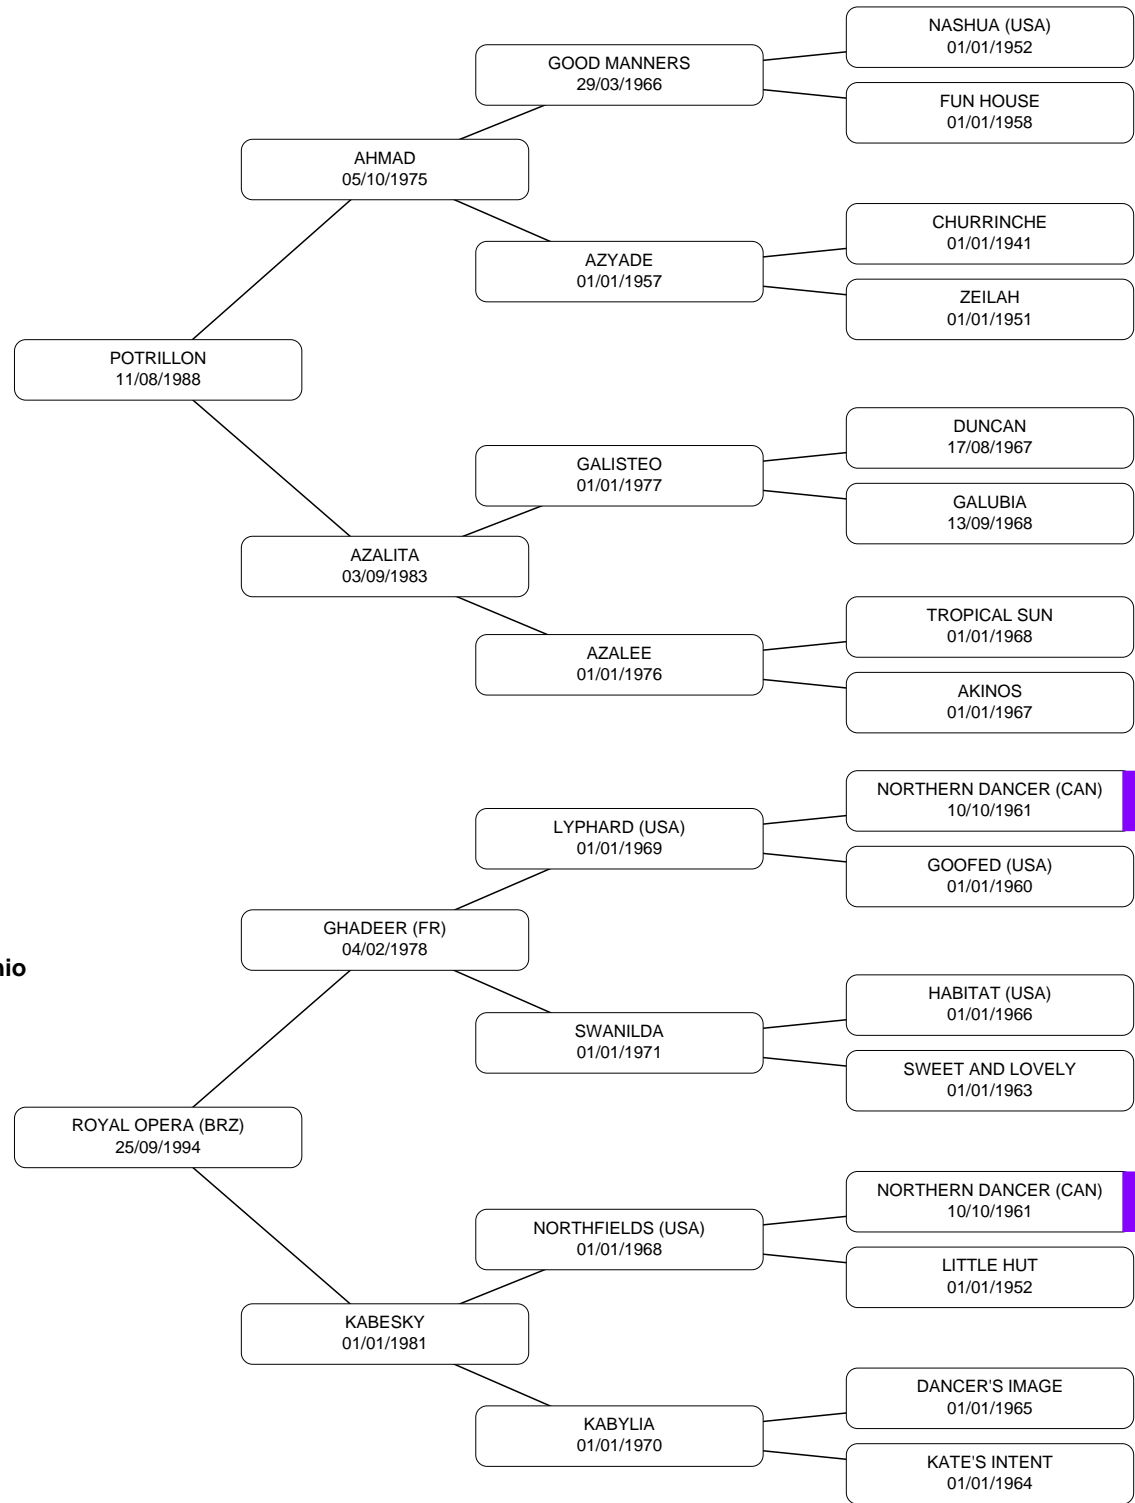 NASHUA (USA)
01/01/1952
GOOD MANNERS
29/03/1966
FUN HOUSE
01/01/1958
AHMAD
05/10/1975
CHURRINCHE
01/01/1941
AZYADE
01/01/1957
ZEILAH
01/01/1951
POTRILLON
11/08/1988
DUNCAN
17/08/1967
GALISTEO
01/01/1977
GALUBIA
13/09/1968
AZALITA
03/09/1983
TROPICAL SUN
01/01/1968
AZALEE
01/01/1976
AKINOS
01/01/1967
NORTHERN DANCER (CAN)
10/10/1961
LYPHARD (USA)
01/01/1969
GOOFED (USA)
01/01/1960
GHADEER (FR)
04/02/1978
nio
HABITAT (USA)
01/01/1966
SWANILDA
01/01/1971
SWEET AND LOVELY
01/01/1963
ROYAL OPERA (BRZ)
25/09/1994
NORTHERN DANCER (CAN)
10/10/1961
NORTHFIELDS (USA)
01/01/1968
LITTLE HUT
01/01/1952
KABESKY
01/01/1981
DANCER'S IMAGE
01/01/1965
KABYLIA
01/01/1970
KATE'S INTENT
01/01/1964